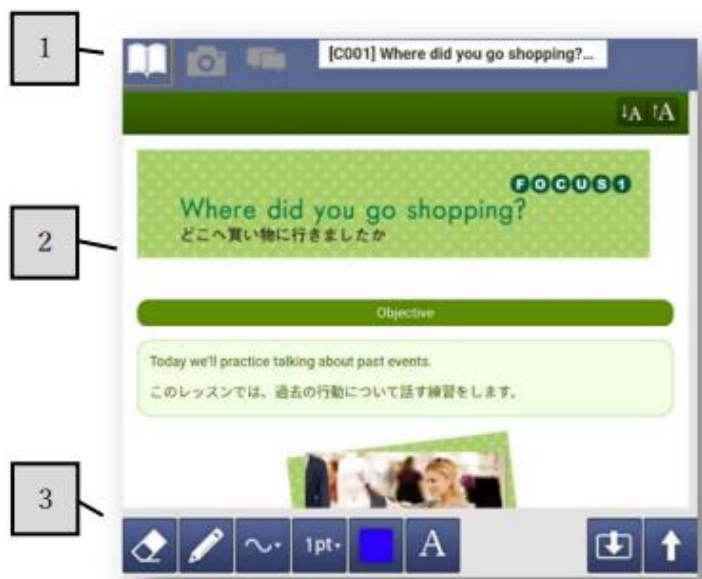 1
[C001] Where did you go shopping?...
↓A ↑A
FOCUS1
Where did you go shopping?
どこへ買い物に行きましたか
2
Objective
Today we'll practice talking about past events.
このレッスンでは、過去の行動について話す練習をします。
3
1pt
A